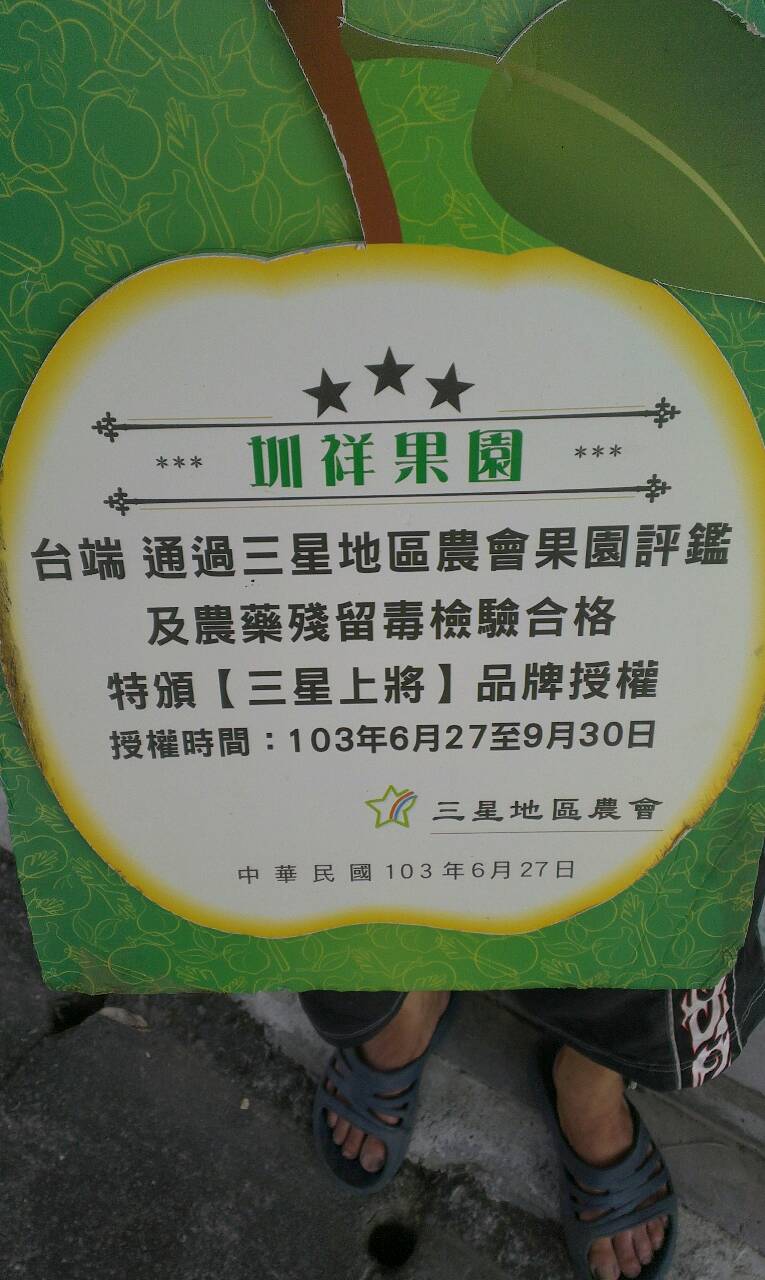 ★★★
*** 圳祥果園 ***
台端 通過三星地區農會果園評鑑
及農藥殘留毒檢驗合格
特頒【三星上將】品牌授權
授權時間：103年6月27至9月30日
三星地區農會
中華民國103年6月27日